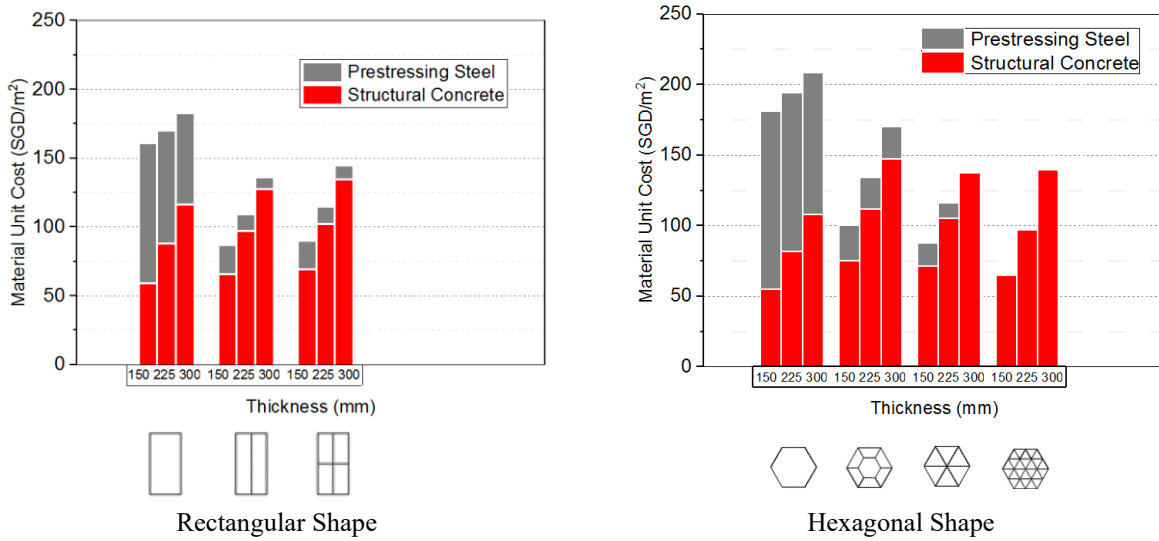 250
200
150
100
50
0
Material Unit Cost (SGD/m²)
Prestressing Steel
Structural Concrete
150 225 300 150 225 300 150 225 300
Thickness (mm)
Rectangular Shape
250
200
150
100
50
0
Material Unit Cost (SGD/m²)
Prestressing Steel
Structural Concrete
150 225 300 150 225 300 150 225 300 150 225 300
Thickness (mm)
Hexagonal Shape